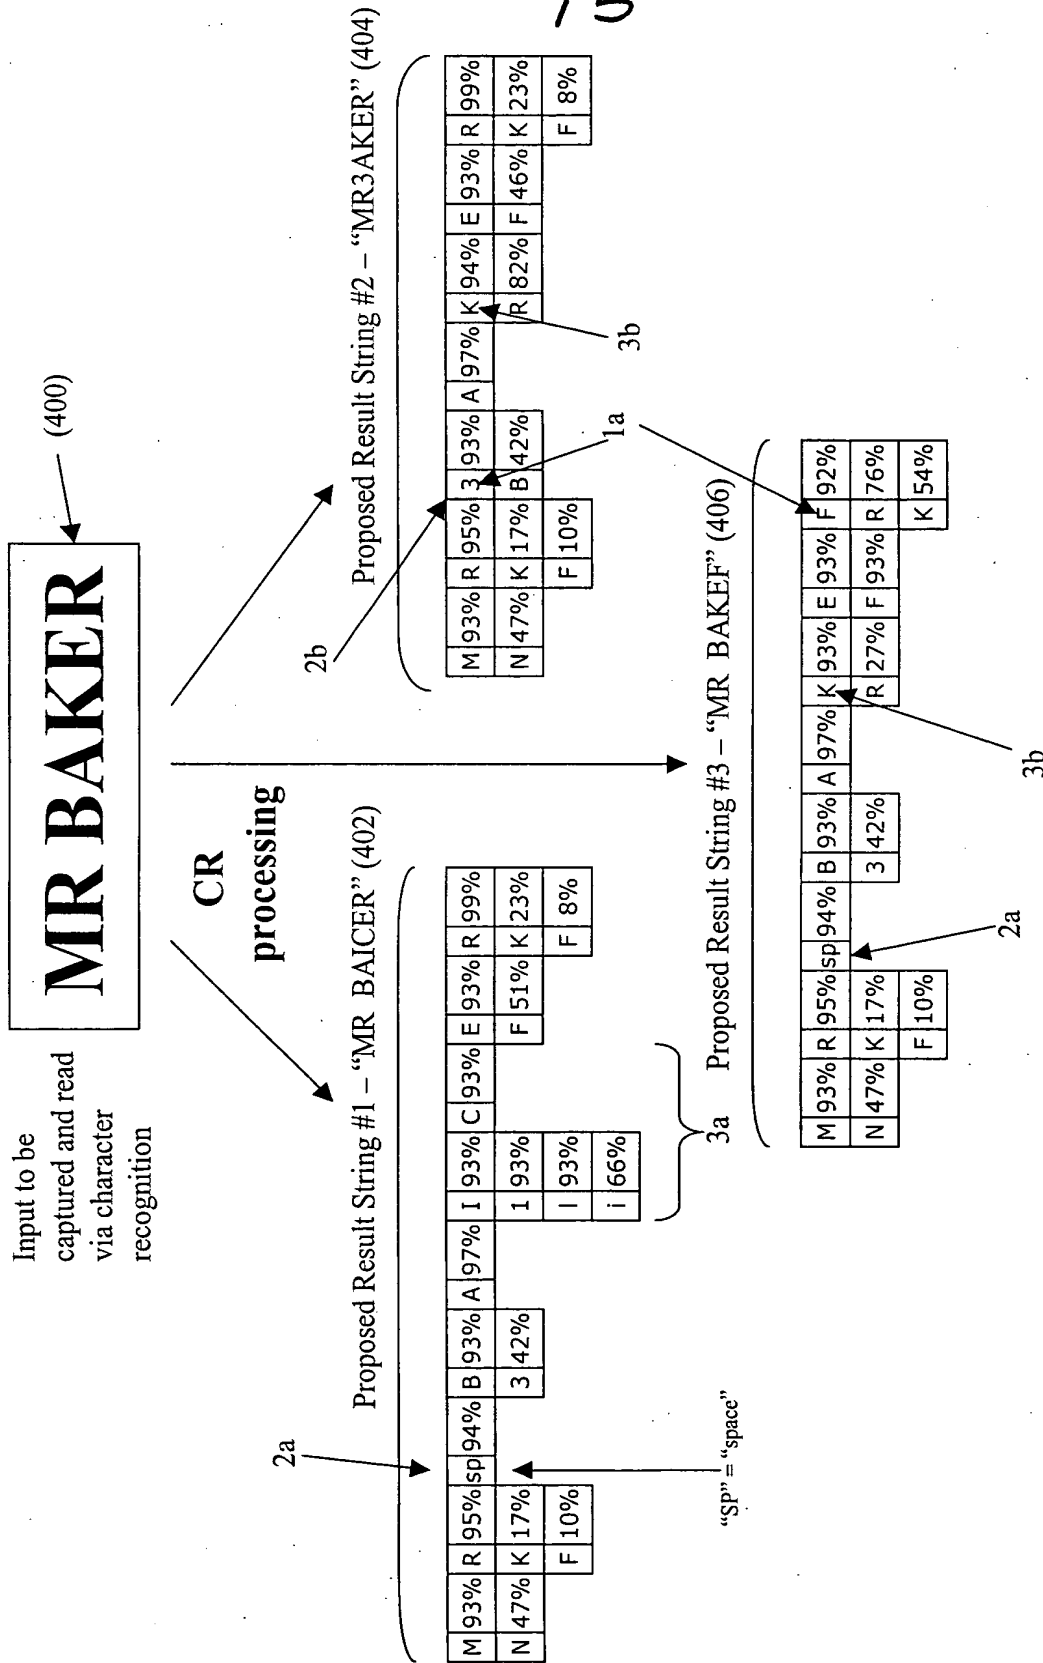 15
Input to be
captured and read
via character
recognition
MR BAKER
(400)
CR
processing
Proposed Result String #1 – “MR BAICER” (402)
2a
M 93% R 95% sp 94% B 93% A 97% I 93% C 93% E 93% R 99%
N 47% K 17% 3 42% 1 93% F 51% K 23%
F 10% l 93% F 8%
i 66%
3a
“SP” = “space”
Proposed Result String #2 – “MR3AKER” (404)
2b
M 93% R 95% 3 93% A 97% K 94% E 93% R 99%
N 47% K 17% B 42% R 82% F 46% K 23%
F 10% F 8%
1a
3b
Proposed Result String #3 – “MR BAKEF” (406)
M 93% R 95% sp 94% B 93% A 97% K 93% E 93% F 92%
N 47% K 17% 3 42% R 27% F 93% R 76%
F 10% K 54%
2a
3b